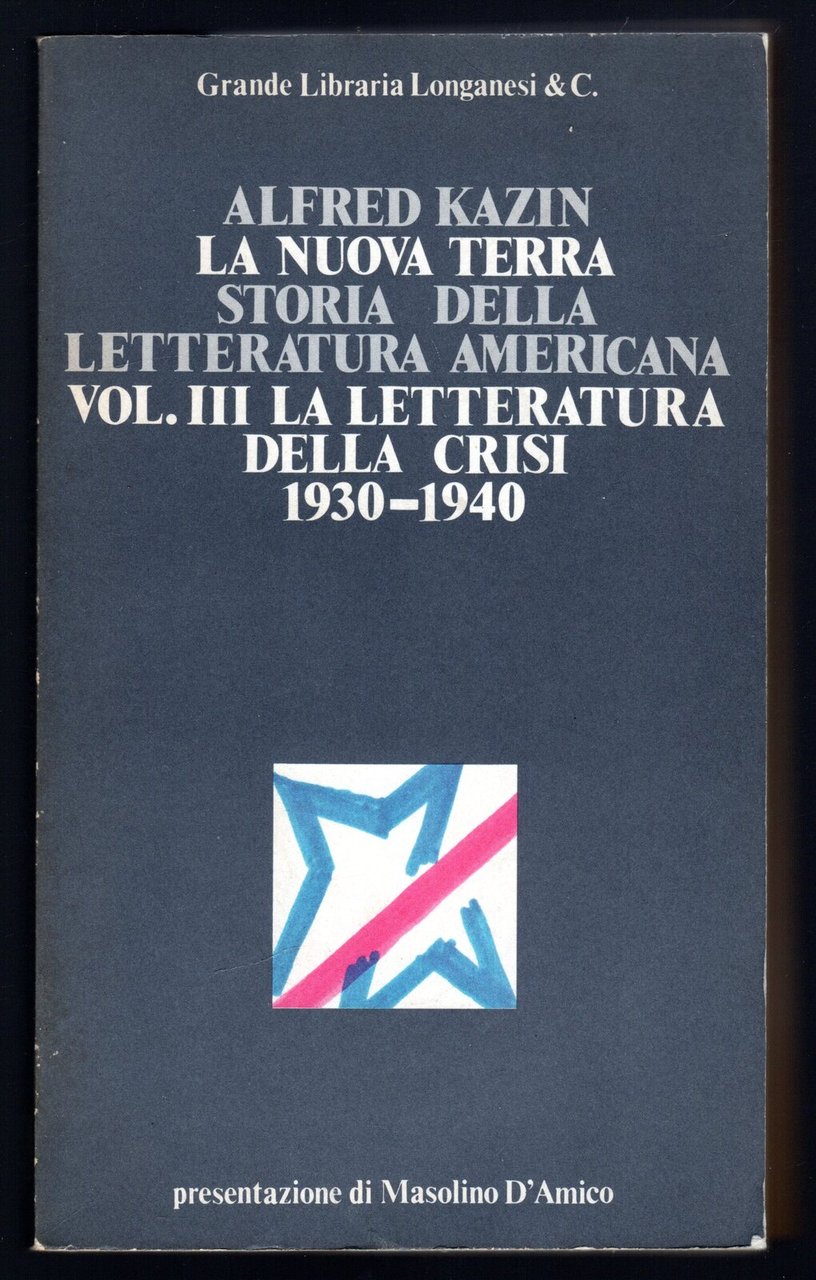 Grande Libraria Longanesi & C.
ALFRED KAZIN
LA NUOVA TERRA
STORIA DELLA
LETTERATURA AMERICANA
VOL. III LA LETTERATURA
DELLA CRISI
1930–1940
presentazione di Masolino D'Amico